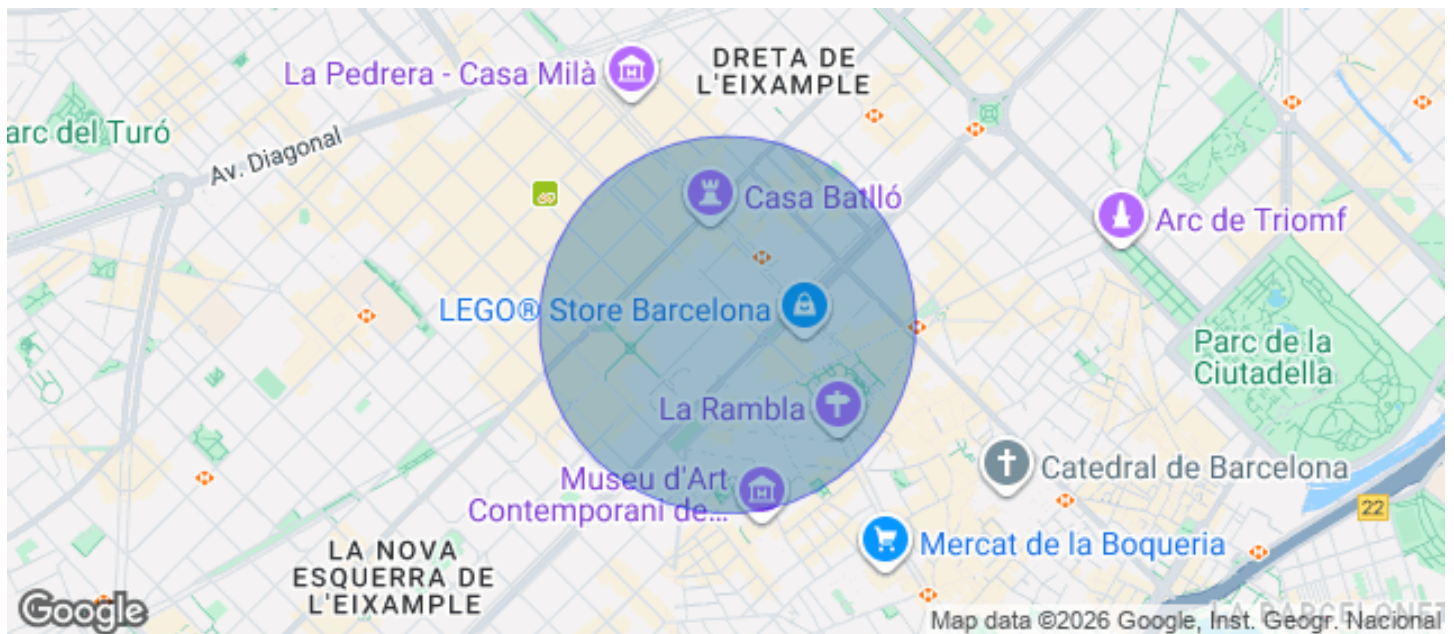 DRETA DE
L'EIXAMPLE
La Pedrera - Casa Milà
arc del Turó
Av. Diagonal
Casa Batlló
Arc de Triomf
LEGO® Store Barcelona
Parc de la
Ciutadella
La Rambla
Museu d'Art
Contemporani de...
Catedral de Barcelona
22
Mercat de la Boqueria
LA NOVA
ESQUERRA DE
L'EIXAMPLE
LA BARCELONET
Google
Map data ©2026 Google, Inst. Geogr. Nacional